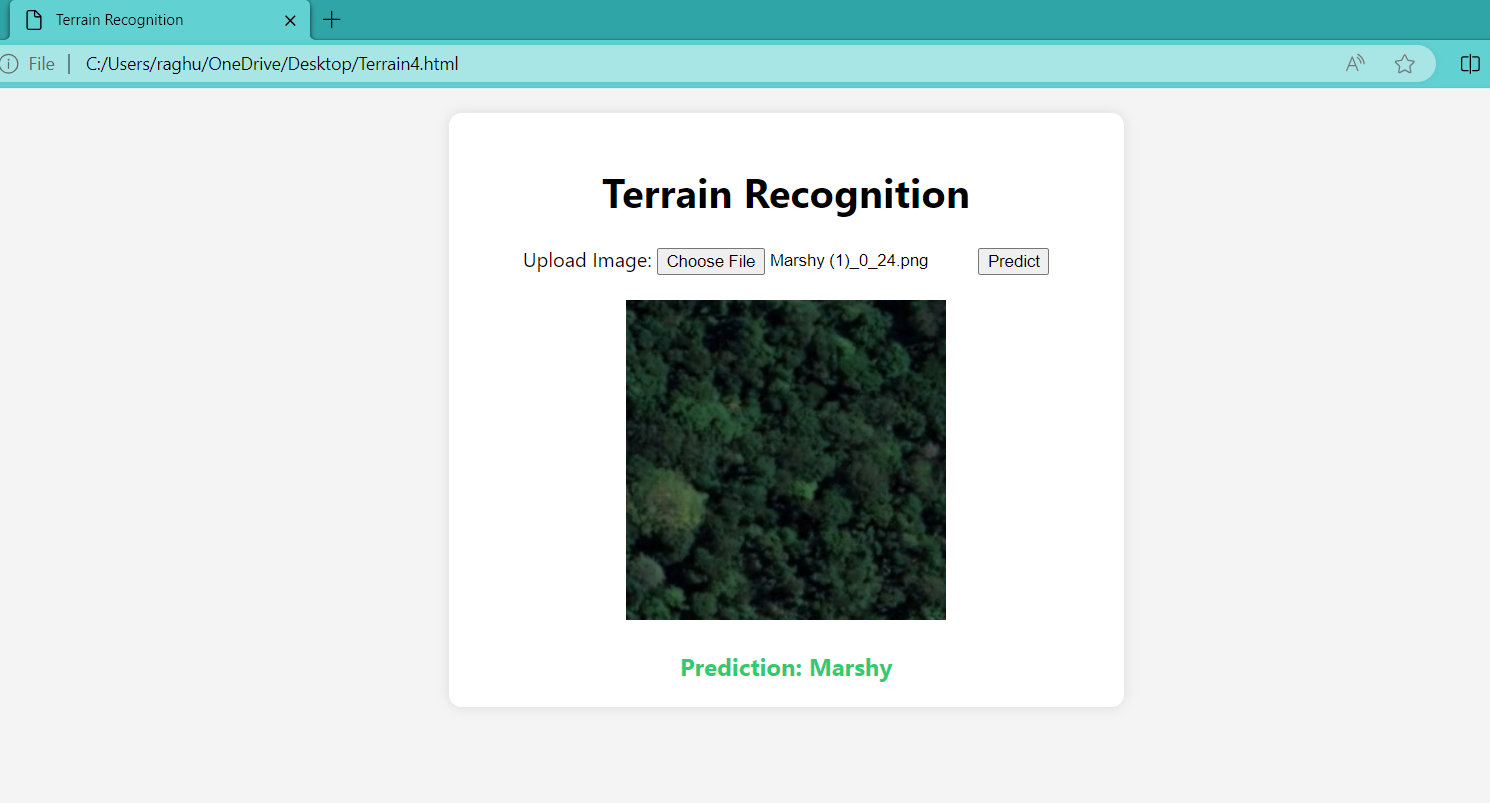 Terrain Recognition
File | C:/Users/raghu/OneDrive/Desktop/Terrain4.html
Terrain Recognition
Upload Image: Choose File Marshy (1)_0_24.png Predict
Prediction: Marshy